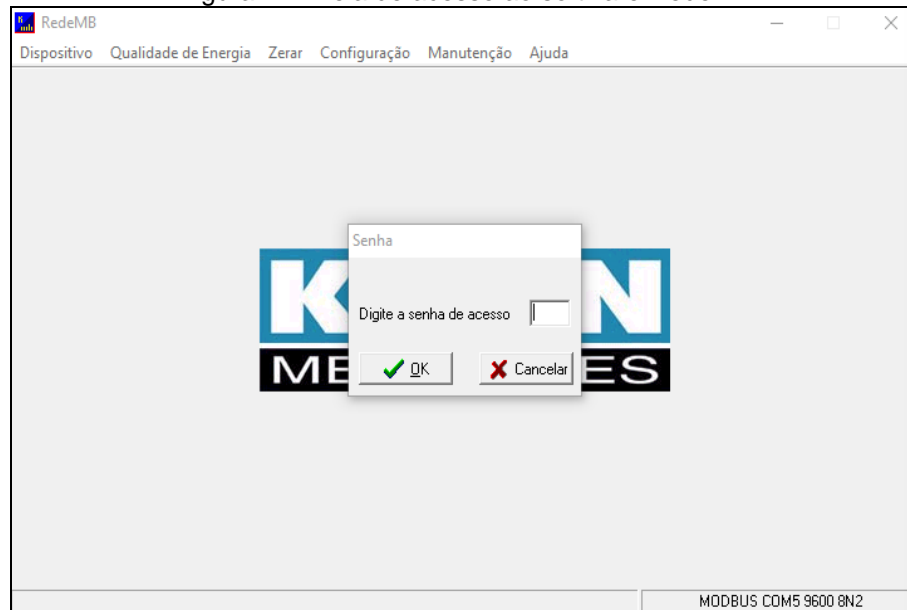 RedeMB
Dispositivo Qualidade de Energia Zerar Configuração Manutenção Ajuda
Senha
Digite a senha de acesso
OK Cancelar
MODBUS COM5 9600 8N2